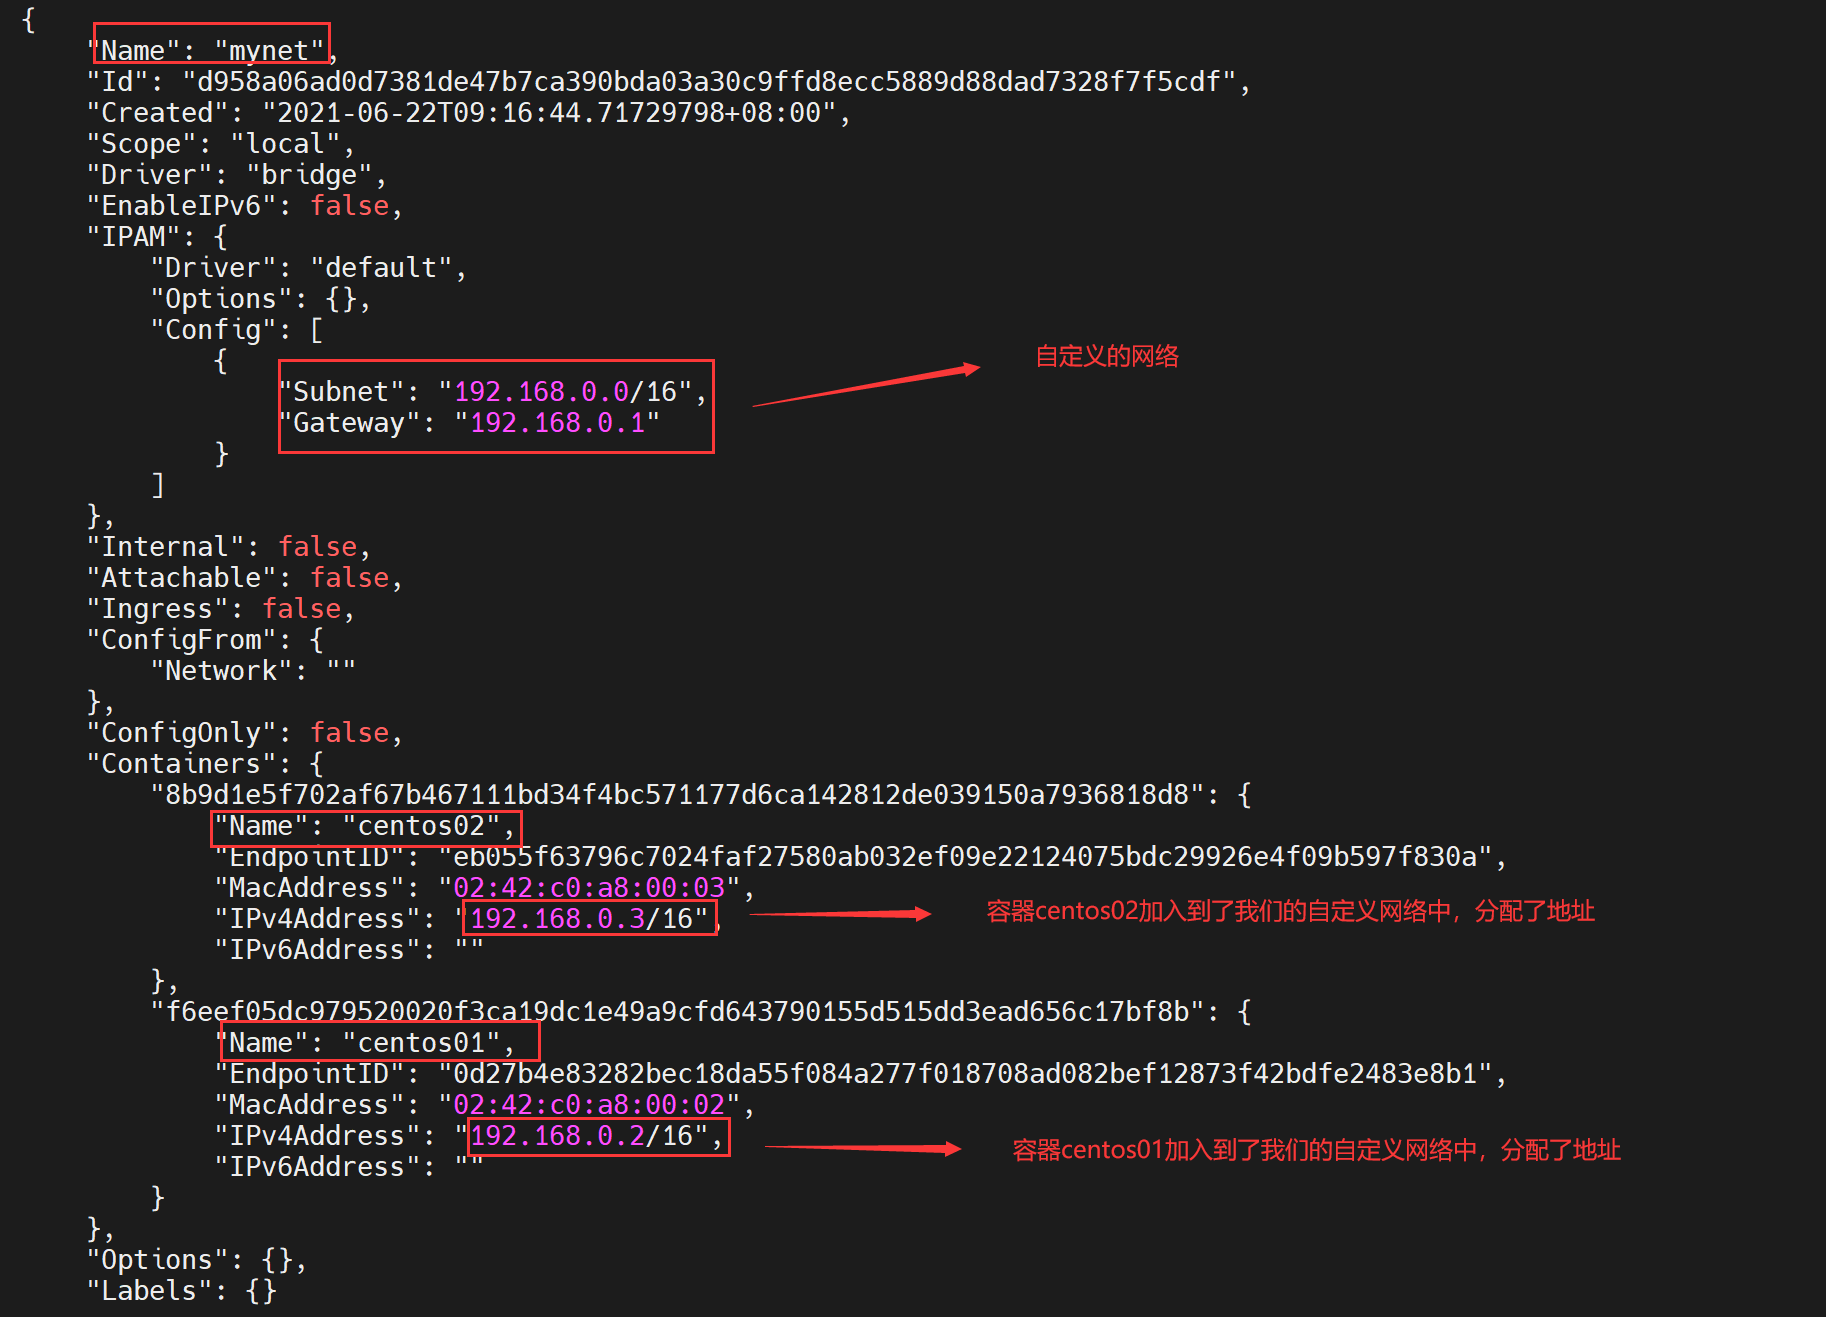 {
"Name": "mynet",
"Id": "d958a06ad0d7381de47b7ca390bda03a30c9ffd8ecc5889d88dad7328f7f5cdf",
"Created": "2021-06-22T09:16:44.71729798+08:00",
"Scope": "local",
"Driver": "bridge",
"EnableIPv6": false,
"IPAM": {
"Driver": "default",
"Options": {},
"Config": [
{
自定义的网络
"Subnet": "192.168.0.0/16",
"Gateway": "192.168.0.1"
}
]
},
"Internal": false,
"Attachable": false,
"Ingress": false,
"ConfigFrom": {
"Network": ""
},
"ConfigOnly": false,
"Containers": {
"8b9d1e5f702af67b467111bd34f4bc571177d6ca142812de039150a7936818d8": {
"Name": "centos02",
"EndpointID": "eb055f63796c7024faf27580ab032ef09e22124075bdc29926e4f09b597f830a",
"MacAddress": "02:42:c0:a8:00:03",
"IPv4Address": "192.168.0.3/16", 容器centos02加入到了我们的自定义网络中，分配了地址
"IPv6Address": ""
},
"f6eef05dc979520020f3ca19dc1e49a9cfd643790155d515dd3ead656c17bf8b": {
"Name": "centos01",
"EndpointID": "0d27b4e83282bec18da55f084a277f018708ad082bef12873f42bdfe2483e8b1",
"MacAddress": "02:42:c0:a8:00:02",
"IPv4Address": "192.168.0.2/16", 容器centos01加入到了我们的自定义网络中，分配了地址
"IPv6Address": ""
}
},
"Options": {},
"Labels": {}